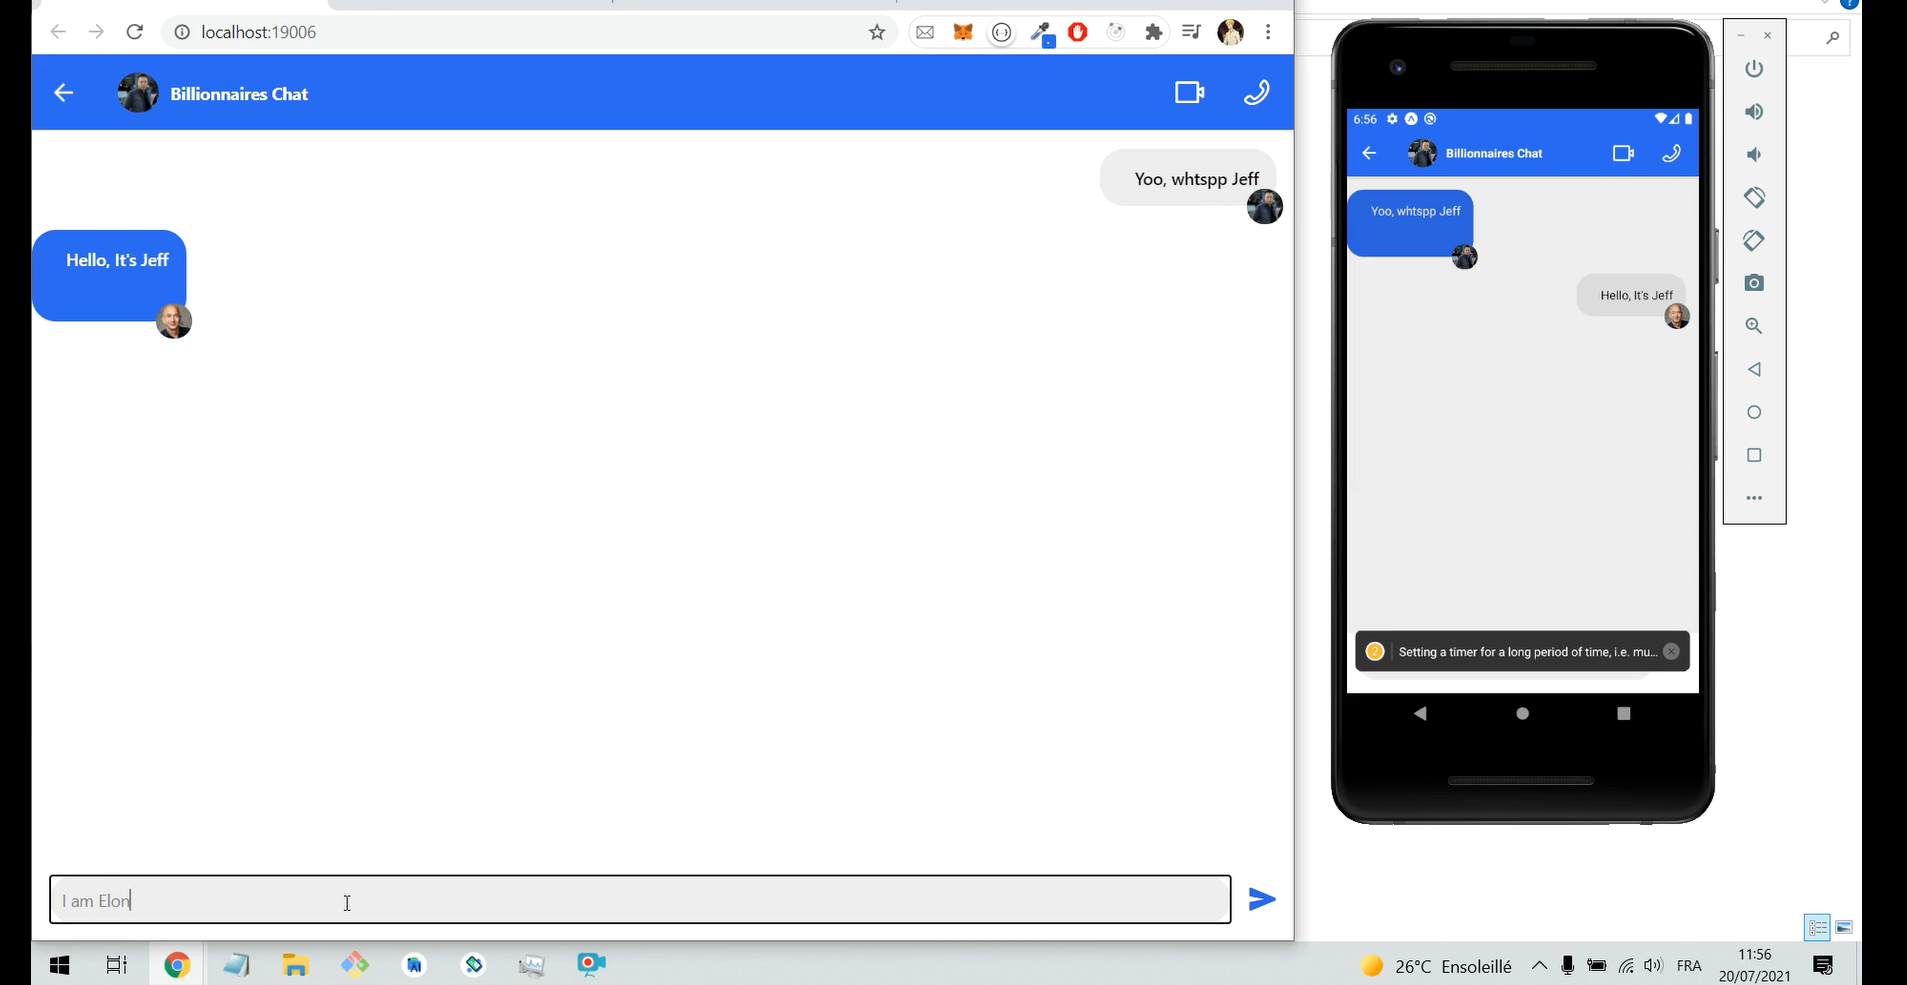 localhost:19006
Billionnaires Chat
Yoo, whtspp Jeff
Hello, It's Jeff
I am Elon
6:56
Billionnaires Chat
Yoo, whtspp Jeff
Hello, It's Jeff
2 Setting a timer for a long period of time, i.e. mu...
26°C Ensoleillé
FRA
11:56
20/07/2021